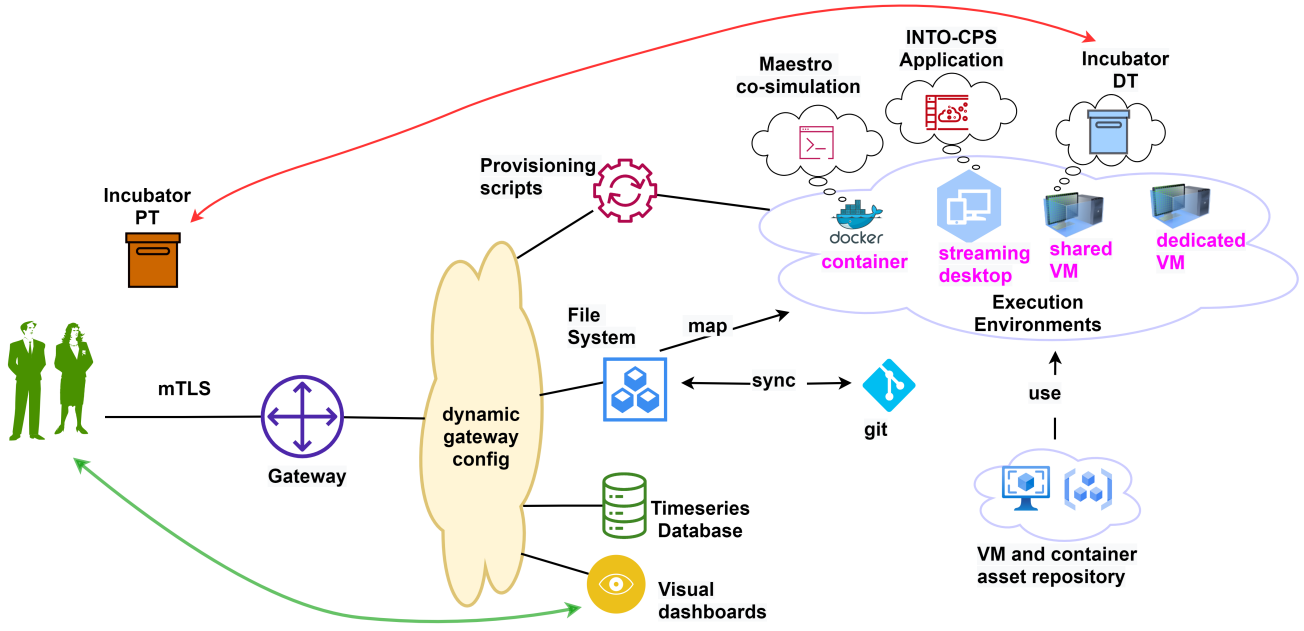 INTO-CPS
Application
Maestro
co-simulation
Incubator
DT
Provisioning
scripts
Incubator
PT
docker
container
streaming
desktop
shared
VM
dedicated
VM
Execution
Environments
File
System
map
sync
git
use
mTLS
Gateway
dynamic
gateway
config
Timeseries
Database
VM and container
asset repository
Visual
dashboards